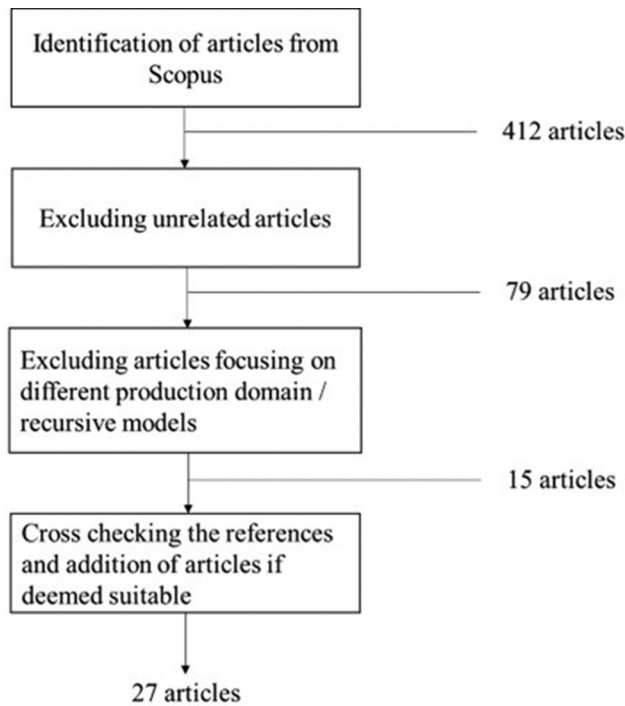 Identification of articles from
Scopus
412 articles
Excluding unrelated articles
79 articles
Excluding articles focusing on
different production domain /
recursive models
15 articles
Cross checking the references
and addition of articles if
deemed suitable
27 articles